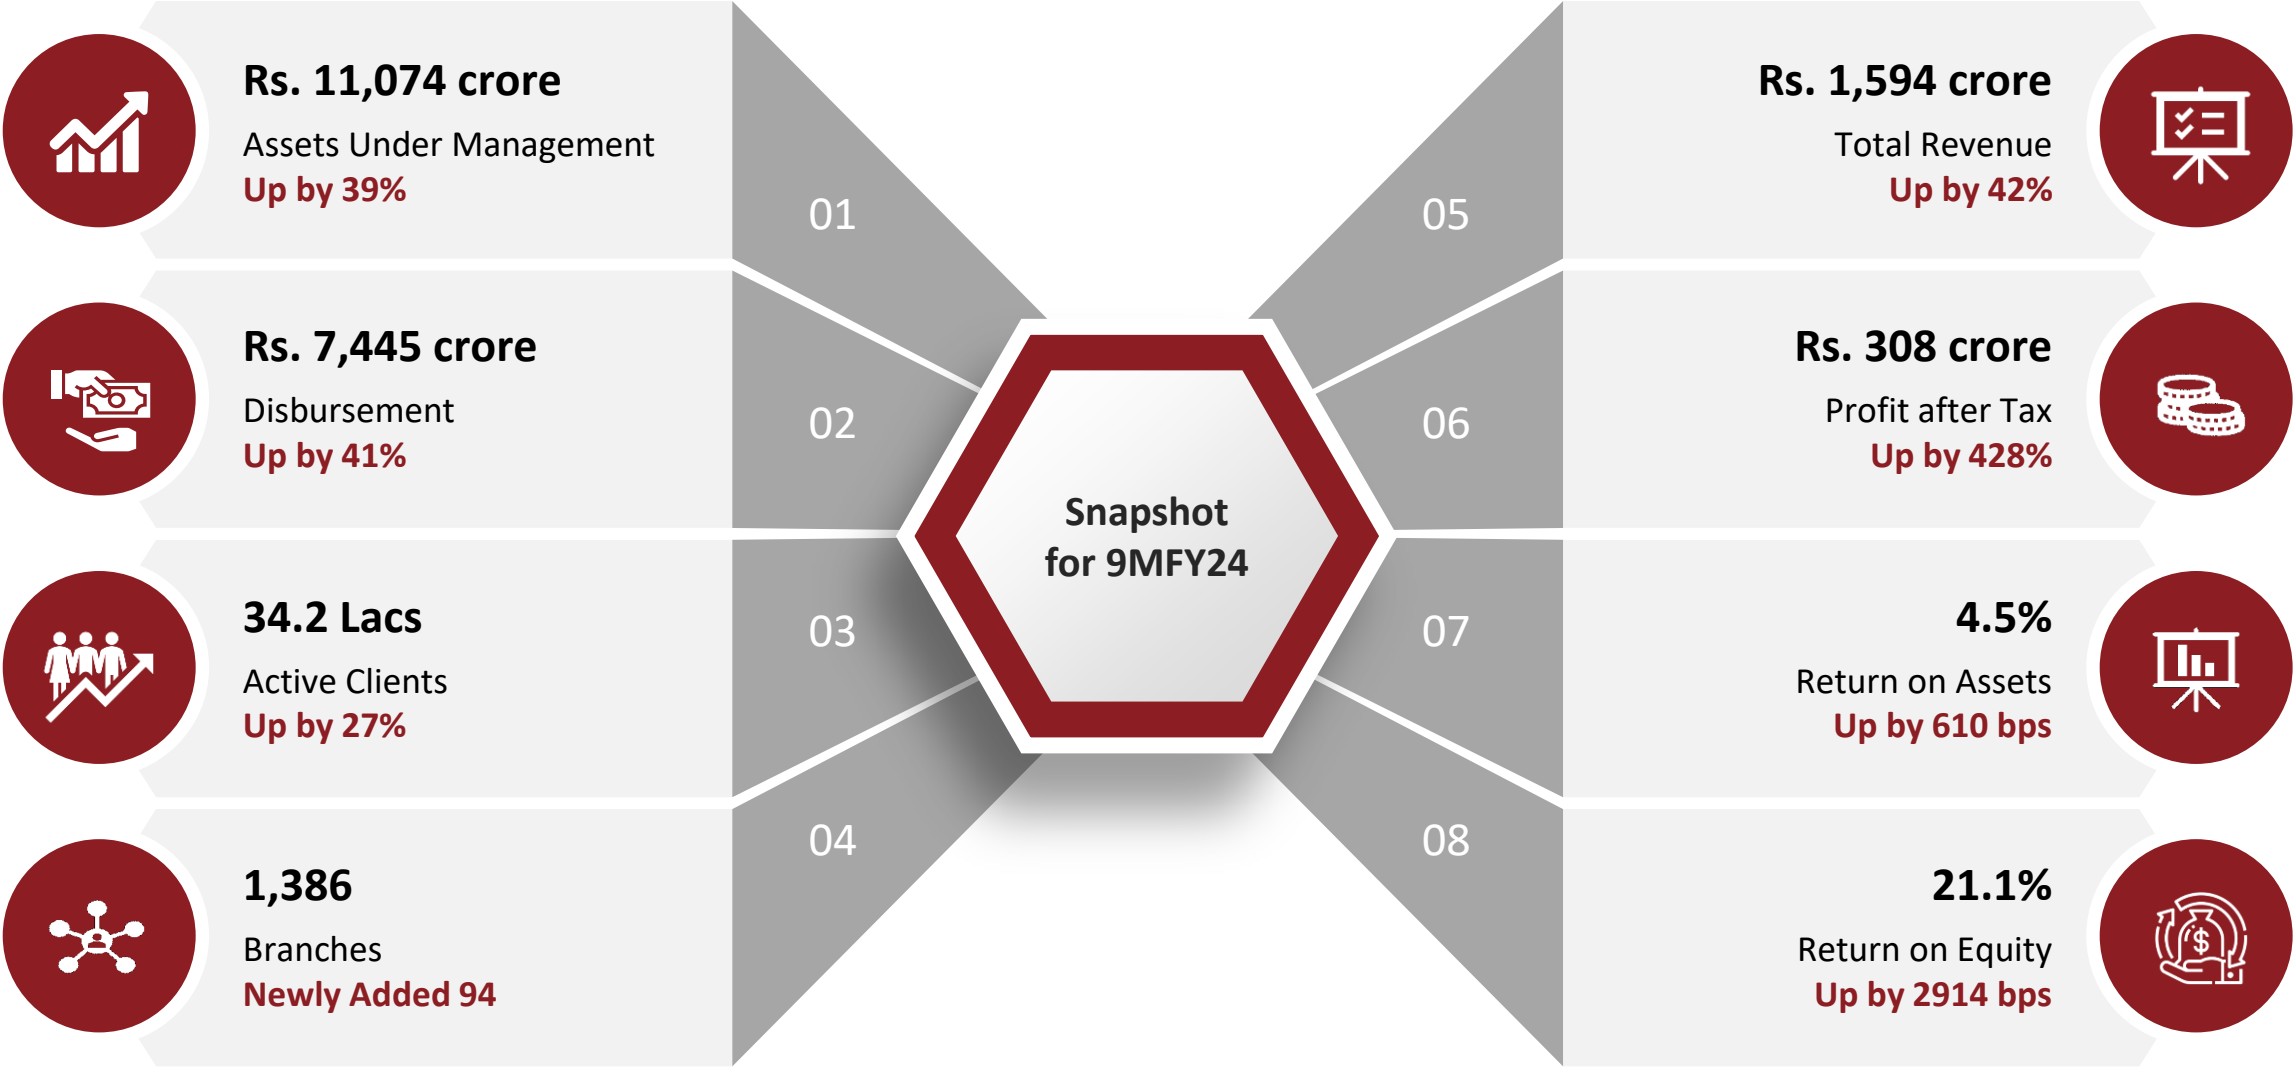 Rs. 11,074 crore
Assets Under Management
Up by 39%
01
Rs. 7,445 crore
Disbursement
Up by 41%
02
34.2 Lacs
Active Clients
Up by 27%
03
1,386
Branches
Newly Added 94
04
Snapshot
for 9MFY24
05
Rs. 1,594 crore
Total Revenue
Up by 42%
06
Rs. 308 crore
Profit after Tax
Up by 428%
07
4.5%
Return on Assets
Up by 610 bps
08
21.1%
Return on Equity
Up by 2914 bps
$